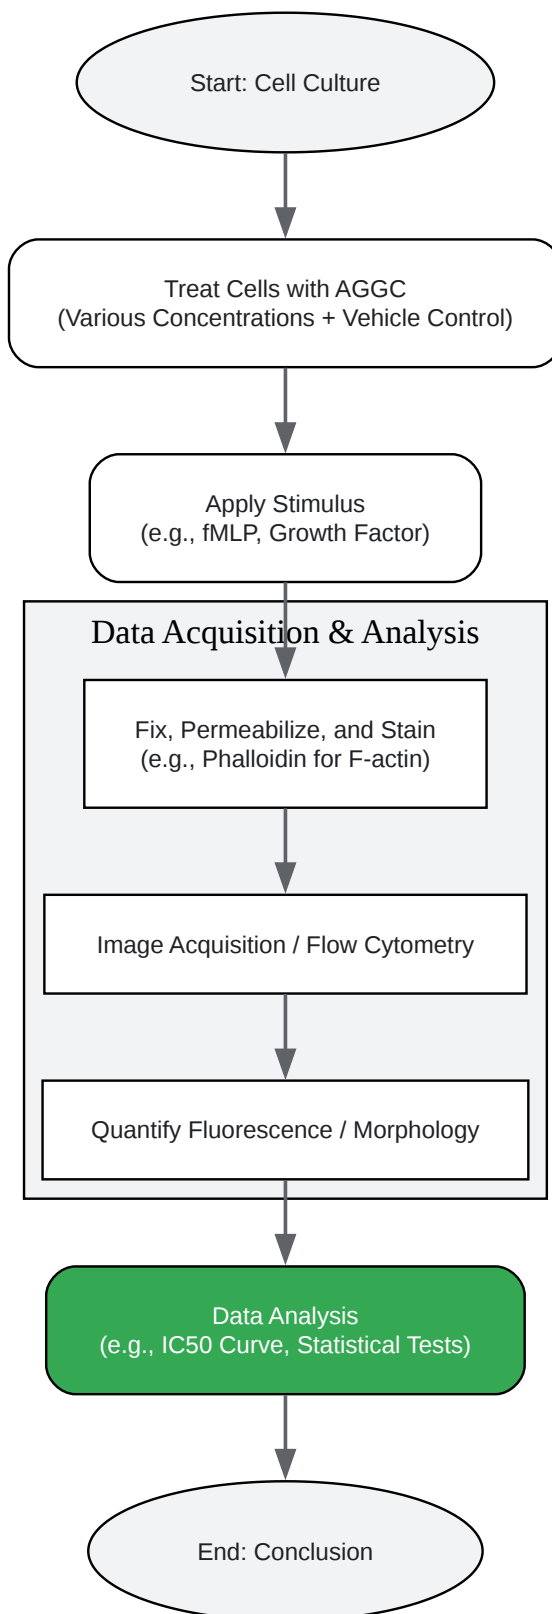 Start: Cell Culture
Treat Cells with AGGC
(Various Concentrations + Vehicle Control)
Apply Stimulus
(e.g., fMLP, Growth Factor)
Data Acquisition & Analysis
Fix, Permeabilize, and Stain
(e.g., Phalloidin for F-actin)
Image Acquisition / Flow Cytometry
Quantify Fluorescence / Morphology
Data Analysis
(e.g., IC50 Curve, Statistical Tests)
End: Conclusion